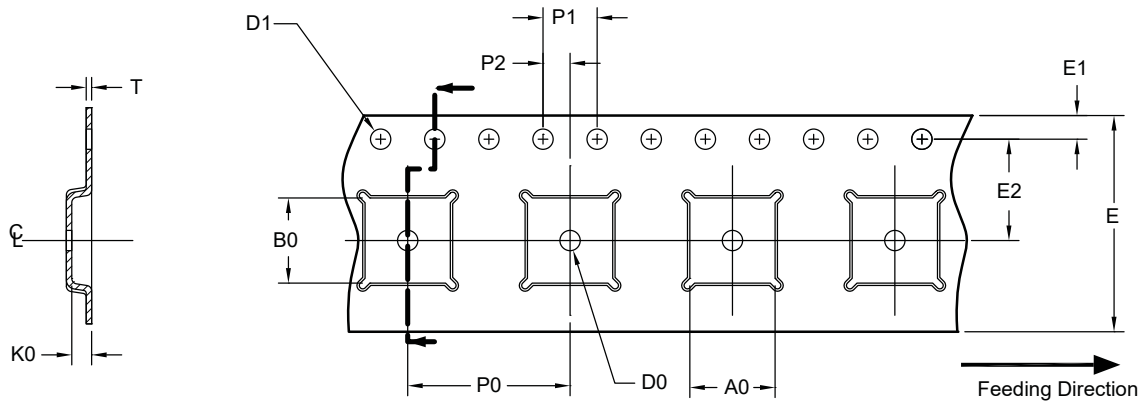 P1
D1
P2
T
E1
E2
E
B0
℄
K0
P0
D0
A0
Feeding Direction